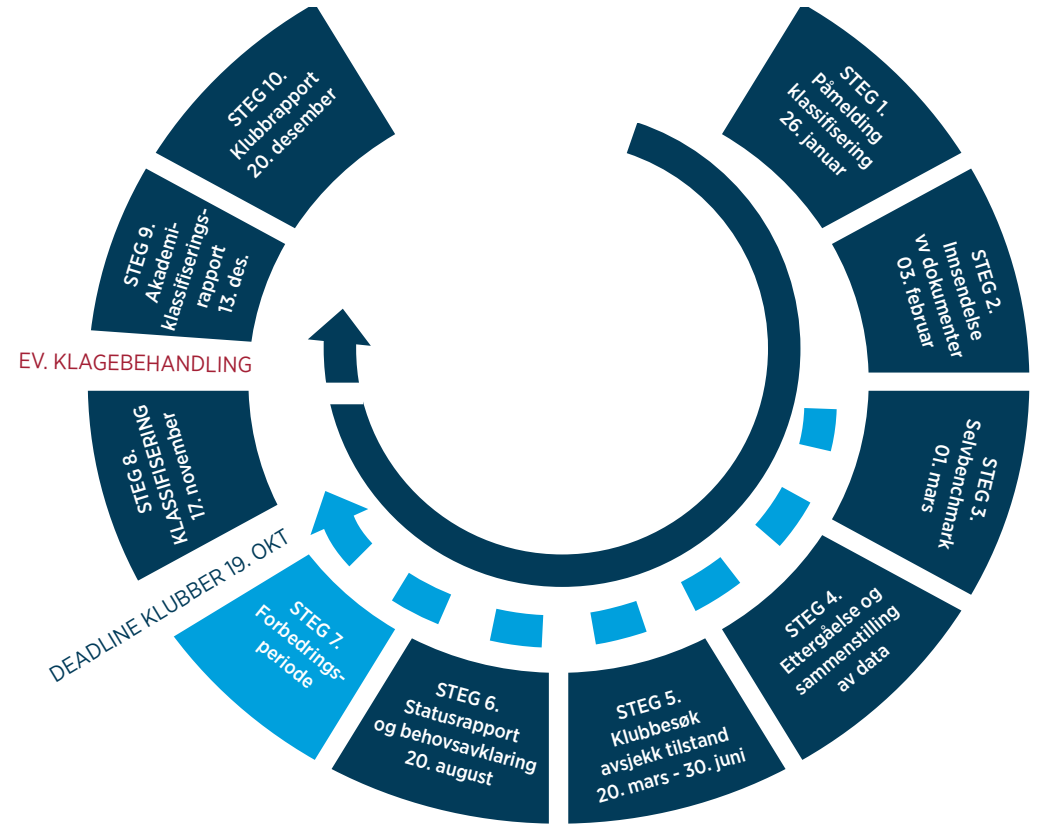 STEG 1.
Påmelding
klassifisering
26. januar
STEG 2.
Innsendelse
vv dokumenter
03. februar
STEG 3.
Selvbenchmark
01. mars
STEG 4.
Ettergåelse og
sammenstilling
av data
STEG 5.
Klubbesøk
avsjekk tilstand
20. mars - 30. juni
STEG 6.
Statusrapport
og behovsavklaring
20. august
STEG 7.
Forbedrings-
periode
DEADLINE KLUBBER 19. OKT
STEG 8.
KLASSIFISERING
17. november
EV. KLAGEBEHANDLING
STEG 9.
Akademi-
klassifiserings-
rapport
13. des.
STEG 10.
Klubbrapport
20. desember